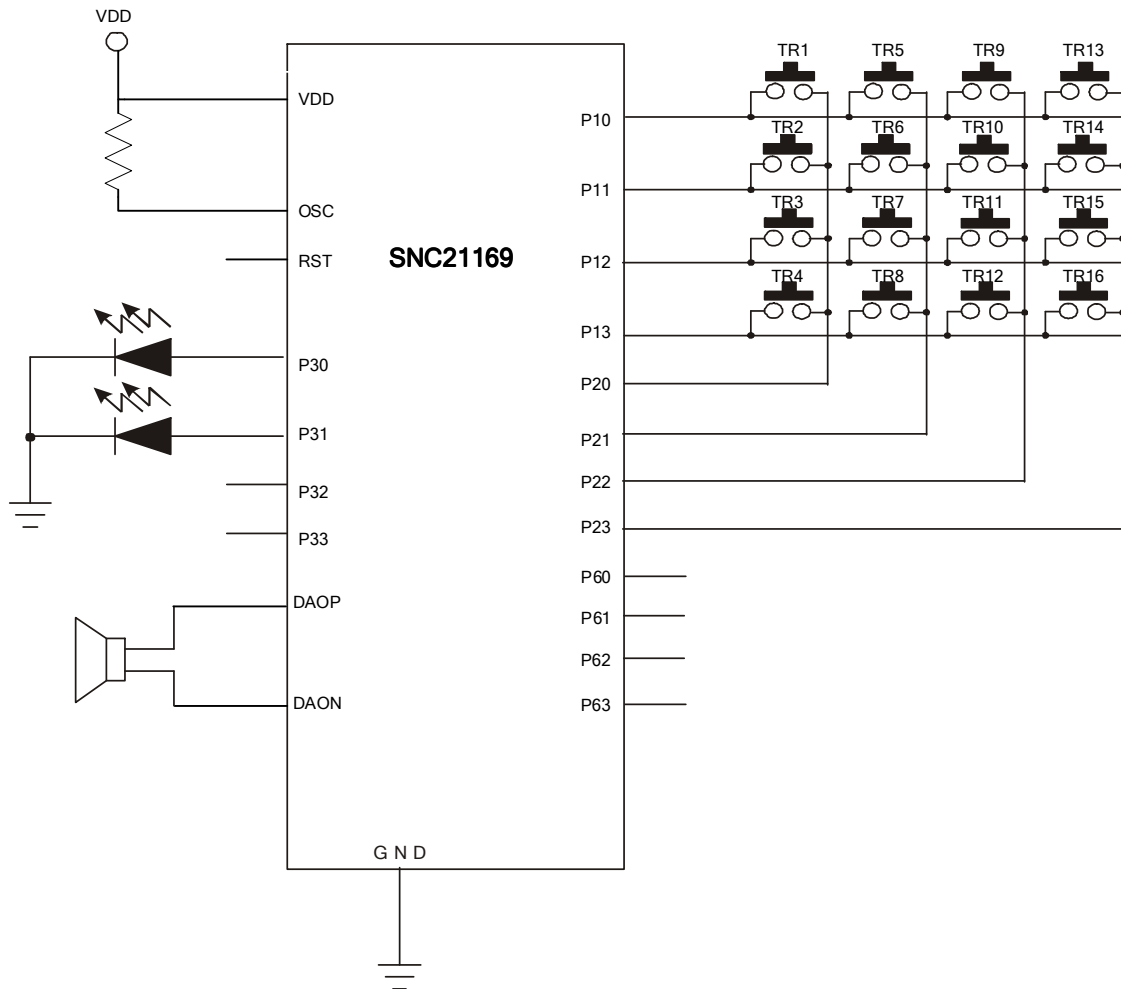 VDD
VDD
OSC
RST
SNC21169
P30
P31
P32
P33
DAOP
DAON
GND
P10
P11
P12
P13
P20
P21
P22
P23
P60
P61
P62
P63
TR1 TR5 TR9 TR13
TR2 TR6 TR10 TR14
TR3 TR7 TR11 TR15
TR4 TR8 TR12 TR16